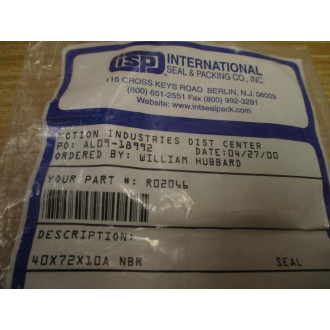 isp INTERNATIONAL
SEAL & PACKING CO., INC.
115 CROSS KEYS ROAD BERLIN, N.J. 08009
(800) 651-2551 Fax (800) 992-3291
Website: www.intsealpack.com
CTION INDUSTRIES DIST CENTER
PO: AL09-18992 DATE:04/27/00
ORDERED BY: WILLIAM HUBBARD
YOUR PART #: R02066
DESCRIPTION:
40X72X10A NBR SEAL